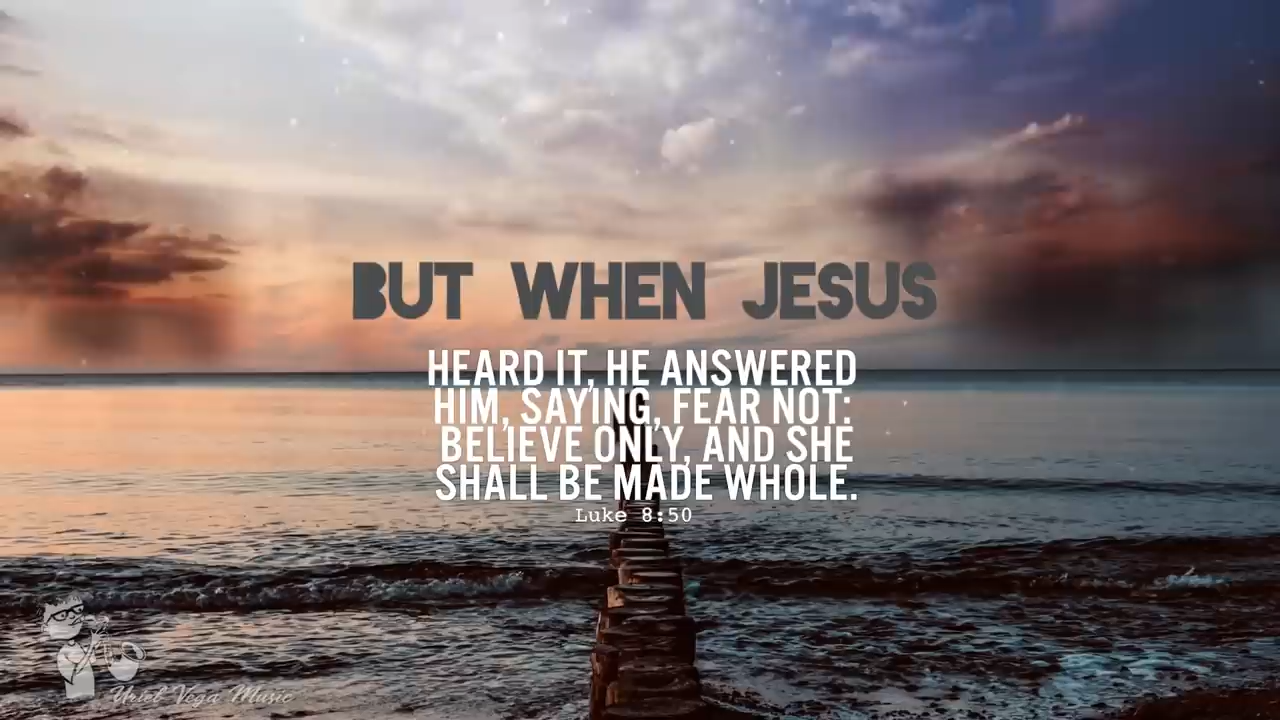 BUT WHEN JESUS
HEARD IT, HE ANSWERED
HIM, SAYING, FEAR NOT:
BELIEVE ONLY, AND SHE
SHALL BE MADE WHOLE.
Luke 8:50
Uriel Vega Music